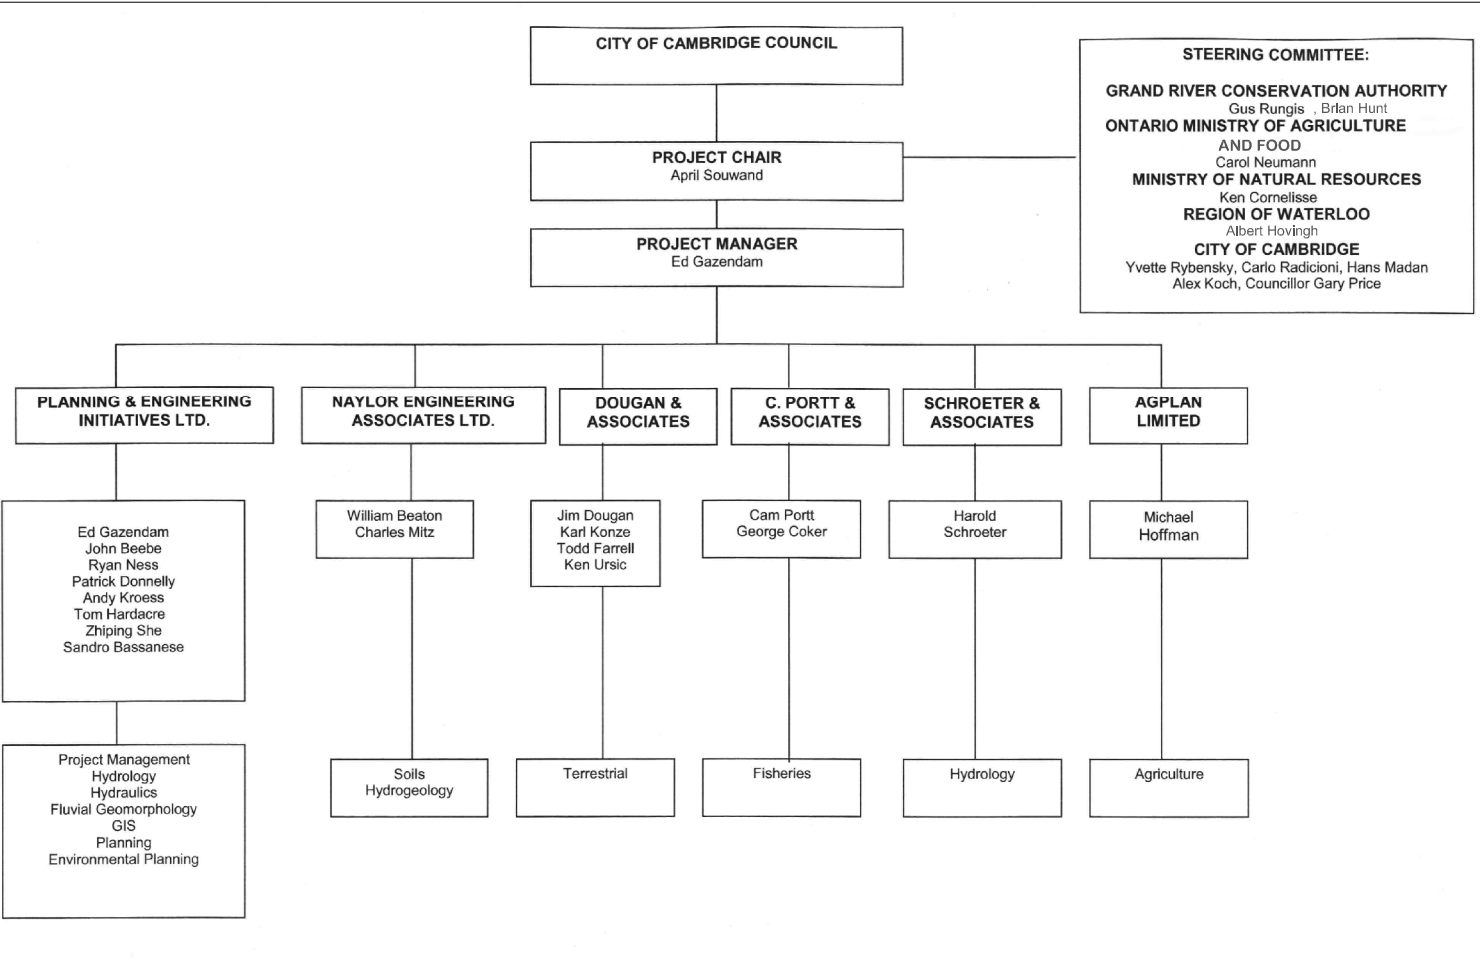 CITY OF CAMBRIDGE COUNCIL
STEERING COMMITTEE:
GRAND RIVER CONSERVATION AUTHORITY
Gus Rungis , Brian Hunt
ONTARIO MINISTRY OF AGRICULTURE
AND FOOD
Carol Neumann
MINISTRY OF NATURAL RESOURCES
Ken Cornelisse
REGION OF WATERLOO
Albert Hovingh
CITY OF CAMBRIDGE
Yvette Rybensky, Carlo Radicioni, Hans Madan
Alex Koch, Councillor Gary Price
PROJECT CHAIR
April Souwand
PROJECT MANAGER
Ed Gazendam
PLANNING & ENGINEERING
INITIATIVES LTD.
NAYLOR ENGINEERING
ASSOCIATES LTD.
DOUGAN &
ASSOCIATES
C. PORTT &
ASSOCIATES
SCHROETER &
ASSOCIATES
AGPLAN
LIMITED
Ed Gazendam
John Beebe
Ryan Ness
Patrick Donnelly
Andy Kroess
Tom Hardacre
Zhiping She
Sandro Bassanese
William Beaton
Charles Mitz
Jim Dougan
Karl Konze
Todd Farrell
Ken Ursic
Cam Portt
George Coker
Harold
Schroeter
Michael
Hoffman
Project Management
Hydrology
Hydraulics
Fluvial Geomorphology
GIS
Planning
Environmental Planning
Soils
Hydrogeology
Terrestrial
Fisheries
Hydrology
Agriculture